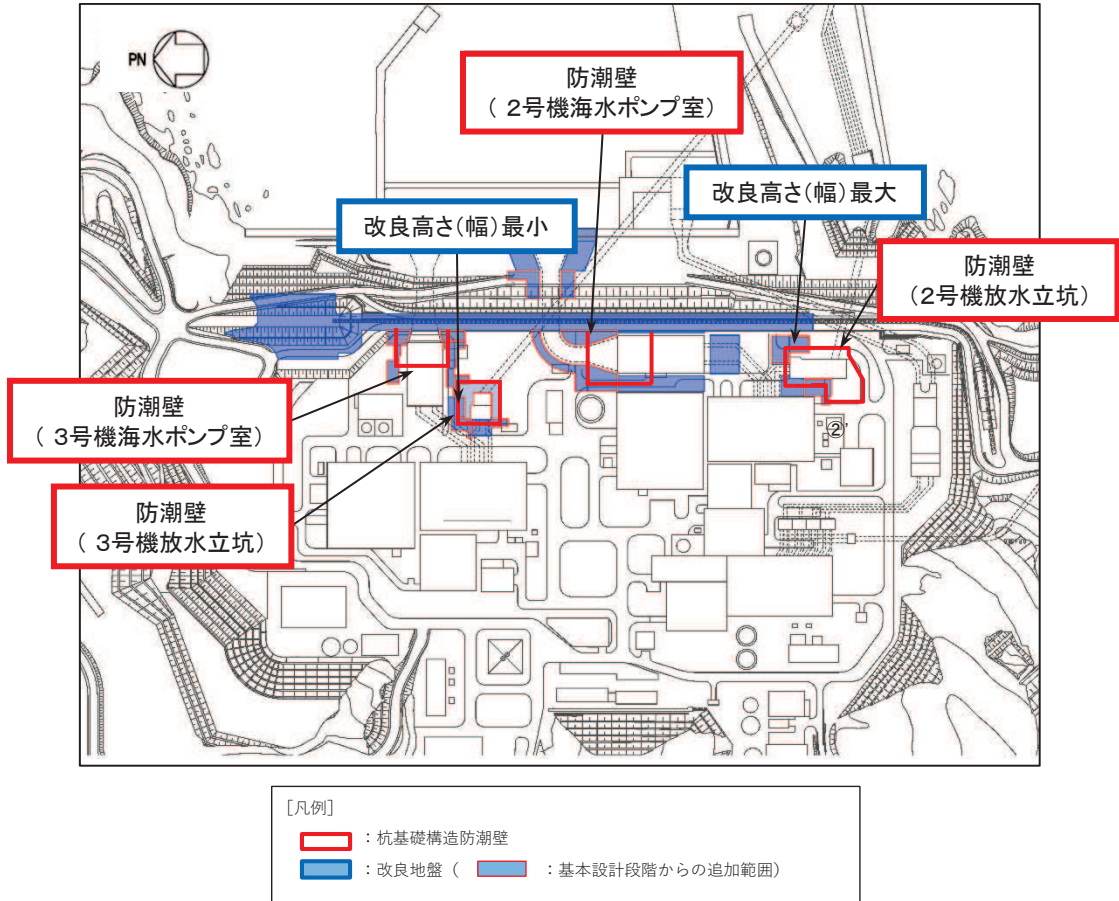 PN
防潮壁
( 2号機海水ポンプ室)
改良高さ(幅)最大
改良高さ(幅)最小
防潮壁
(2号機放水立坑)
防潮壁
( 3号機海水ポンプ室)
②'
防潮壁
( 3号機放水立坑)
[凡例]
:杭基礎構造防潮壁
:改良地盤 ( :基本設計段階からの追加範囲)